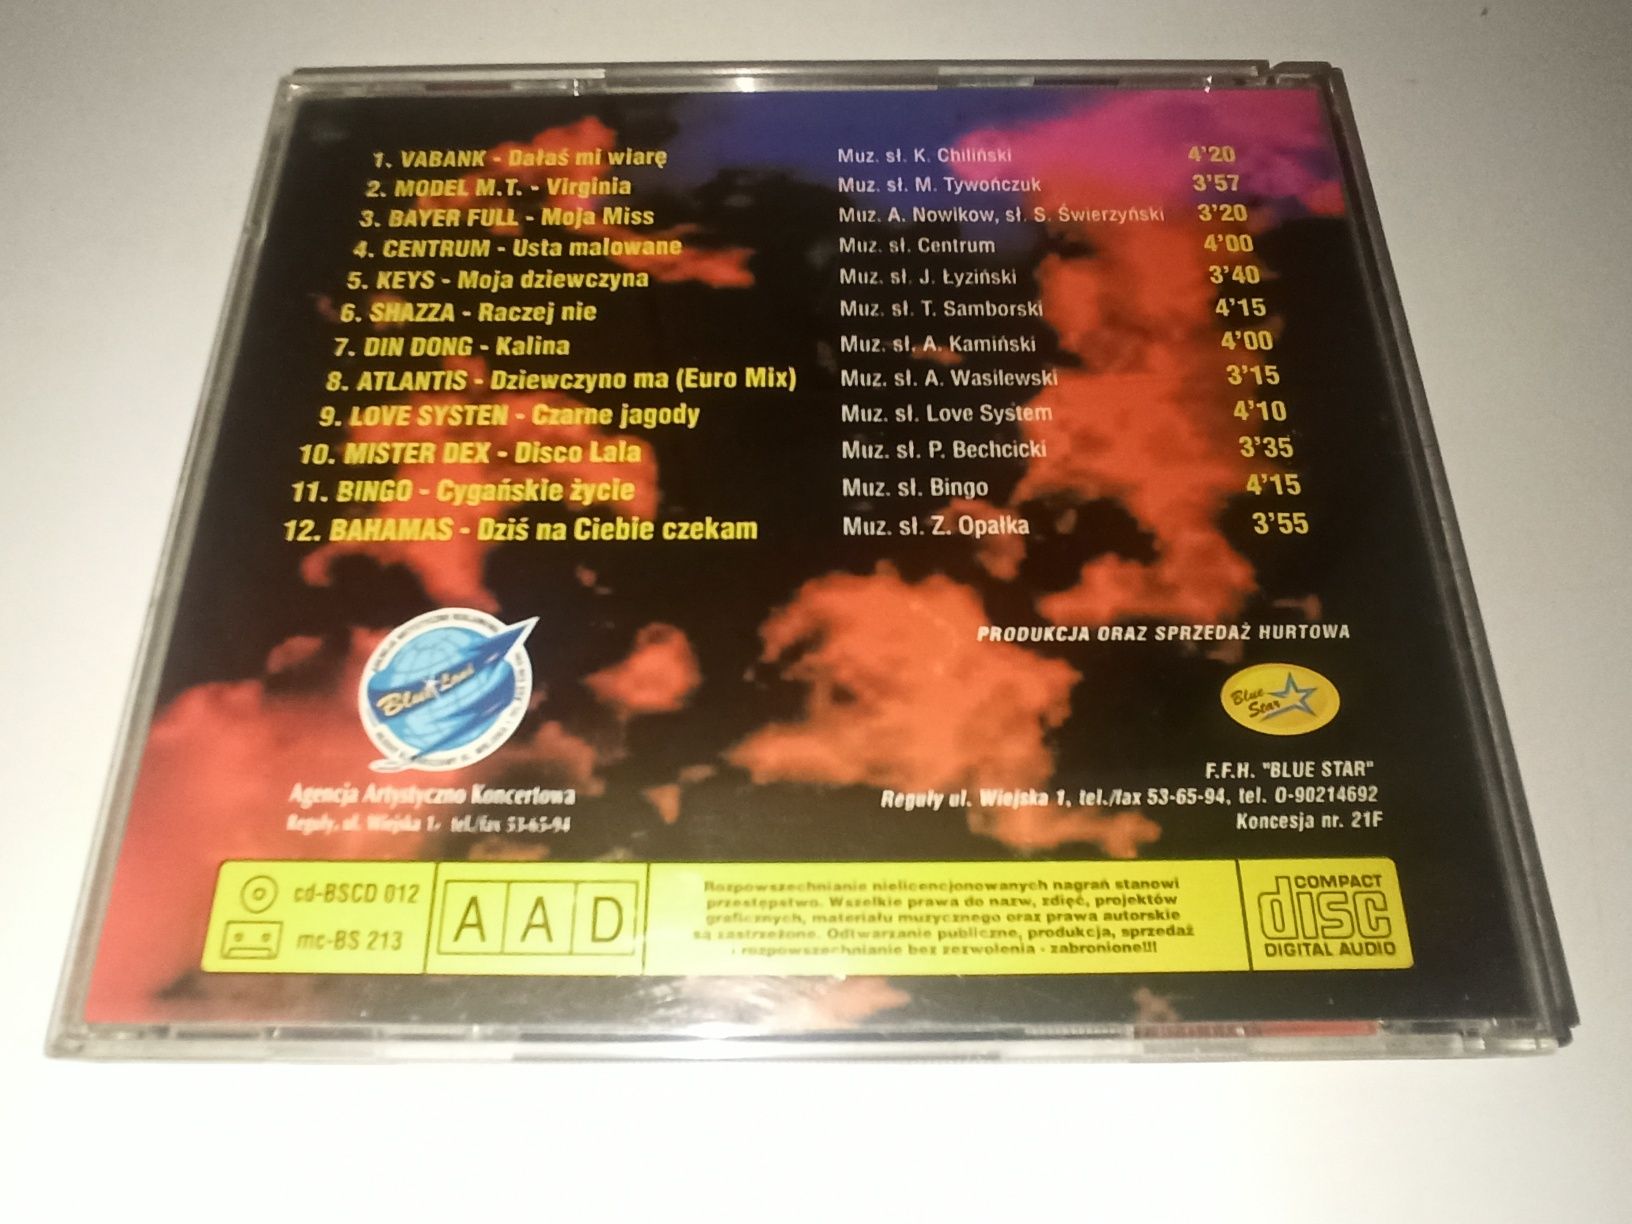 1. VABANK - Dałaś mi wiarę Muz. sł. K. Chiliński 4'20
2. MODEL M.T. - Virginia Muz. sł. M. Tywończuk 3'57
3. BAYER FULL - Moja Miss Muz. A. Nowikow, sł. S. Świerzyński 3'20
4. CENTRUM - Usta malowane Muz. sł. Centrum 4'00
5. KEYS - Moja dziewczyna Muz. sł. J. Łyziński 3'40
6. SHAZZA - Raczej nie Muz. sł. T. Samborski 4'15
7. DIN DONG - Kalina Muz. sł. A. Kamiński 4'00
8. ATLANTIS - Dziewczyno ma (Euro Mix) Muz. sł. A. Wasilewski 3'15
9. LOVE SYSTEN - Czarne jagody Muz. sł. Love System 4'10
10. MISTER DEX - Disco Lala Muz. sł. P. Bechcicki 3'35
11. BINGO - Cygańskie życie Muz. sł. Bingo 4'15
12. BAHAMAS - Dziś na Ciebie czekam Muz. sł. Z. Opałka 3'55
Blue
Agencja Artystyczno Koncertowa
Reguły, ul. Wiejska 1, tel./fax 53-65-94
PRODUKCJA ORAZ SPRZEDAŻ HURTOWA
Blue
Star
F.F.H. "BLUE STAR"
Reguły ul. Wiejska 1, tel./fax 53-65-94, tel. 0-90214692
Koncesja nr. 21F
cd-BSCD 012
mc-BS 213
A A D
Rozpowszechnianie nielicencjonowanych nagrań stanowi
przestępstwo. Wszelkie prawa do nazw, zdięć, projektów
graficznych, materiału muzycznego oraz prawa autorskie
są zastrzeżone. Odtwarzanie publiczne, produkcja, sprzedaż
i rozpowszechnianie bez zezwolenia - zabronione!!!
COMPACT
disc
DIGITAL AUDIO